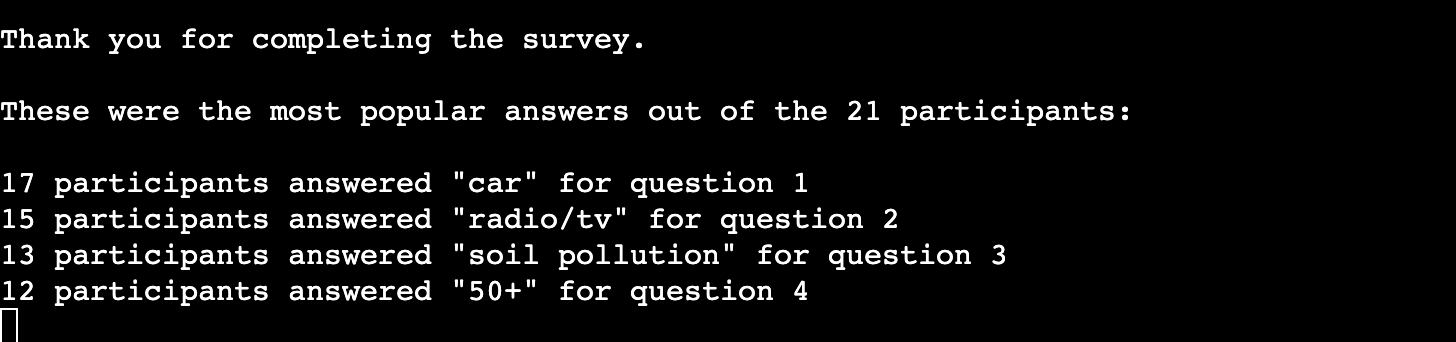 Thank you for completing the survey.
These were the most popular answers out of the 21 participants:
17 participants answered "car" for question 1
15 participants answered "radio/tv" for question 2
13 participants answered "soil pollution" for question 3
12 participants answered "50+" for question 4